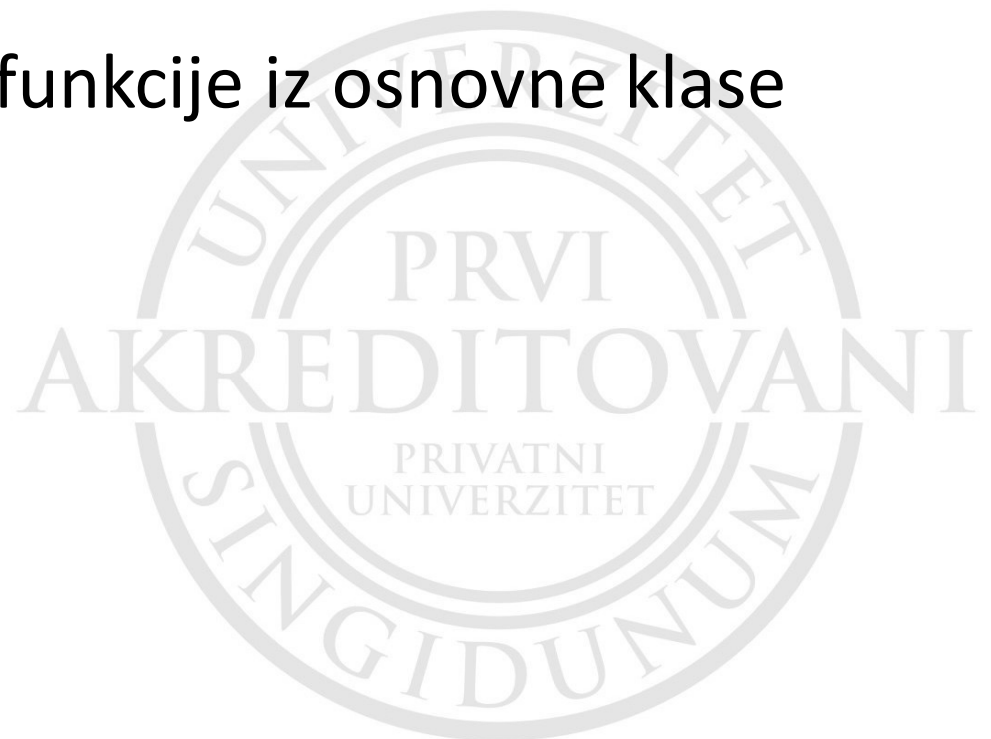 funkcije iz osnovne klase
UNIVERZITET
PRVI
AKREDITOVANI
PRIVATNI
UNIVERZITET
SINGIDUNUM